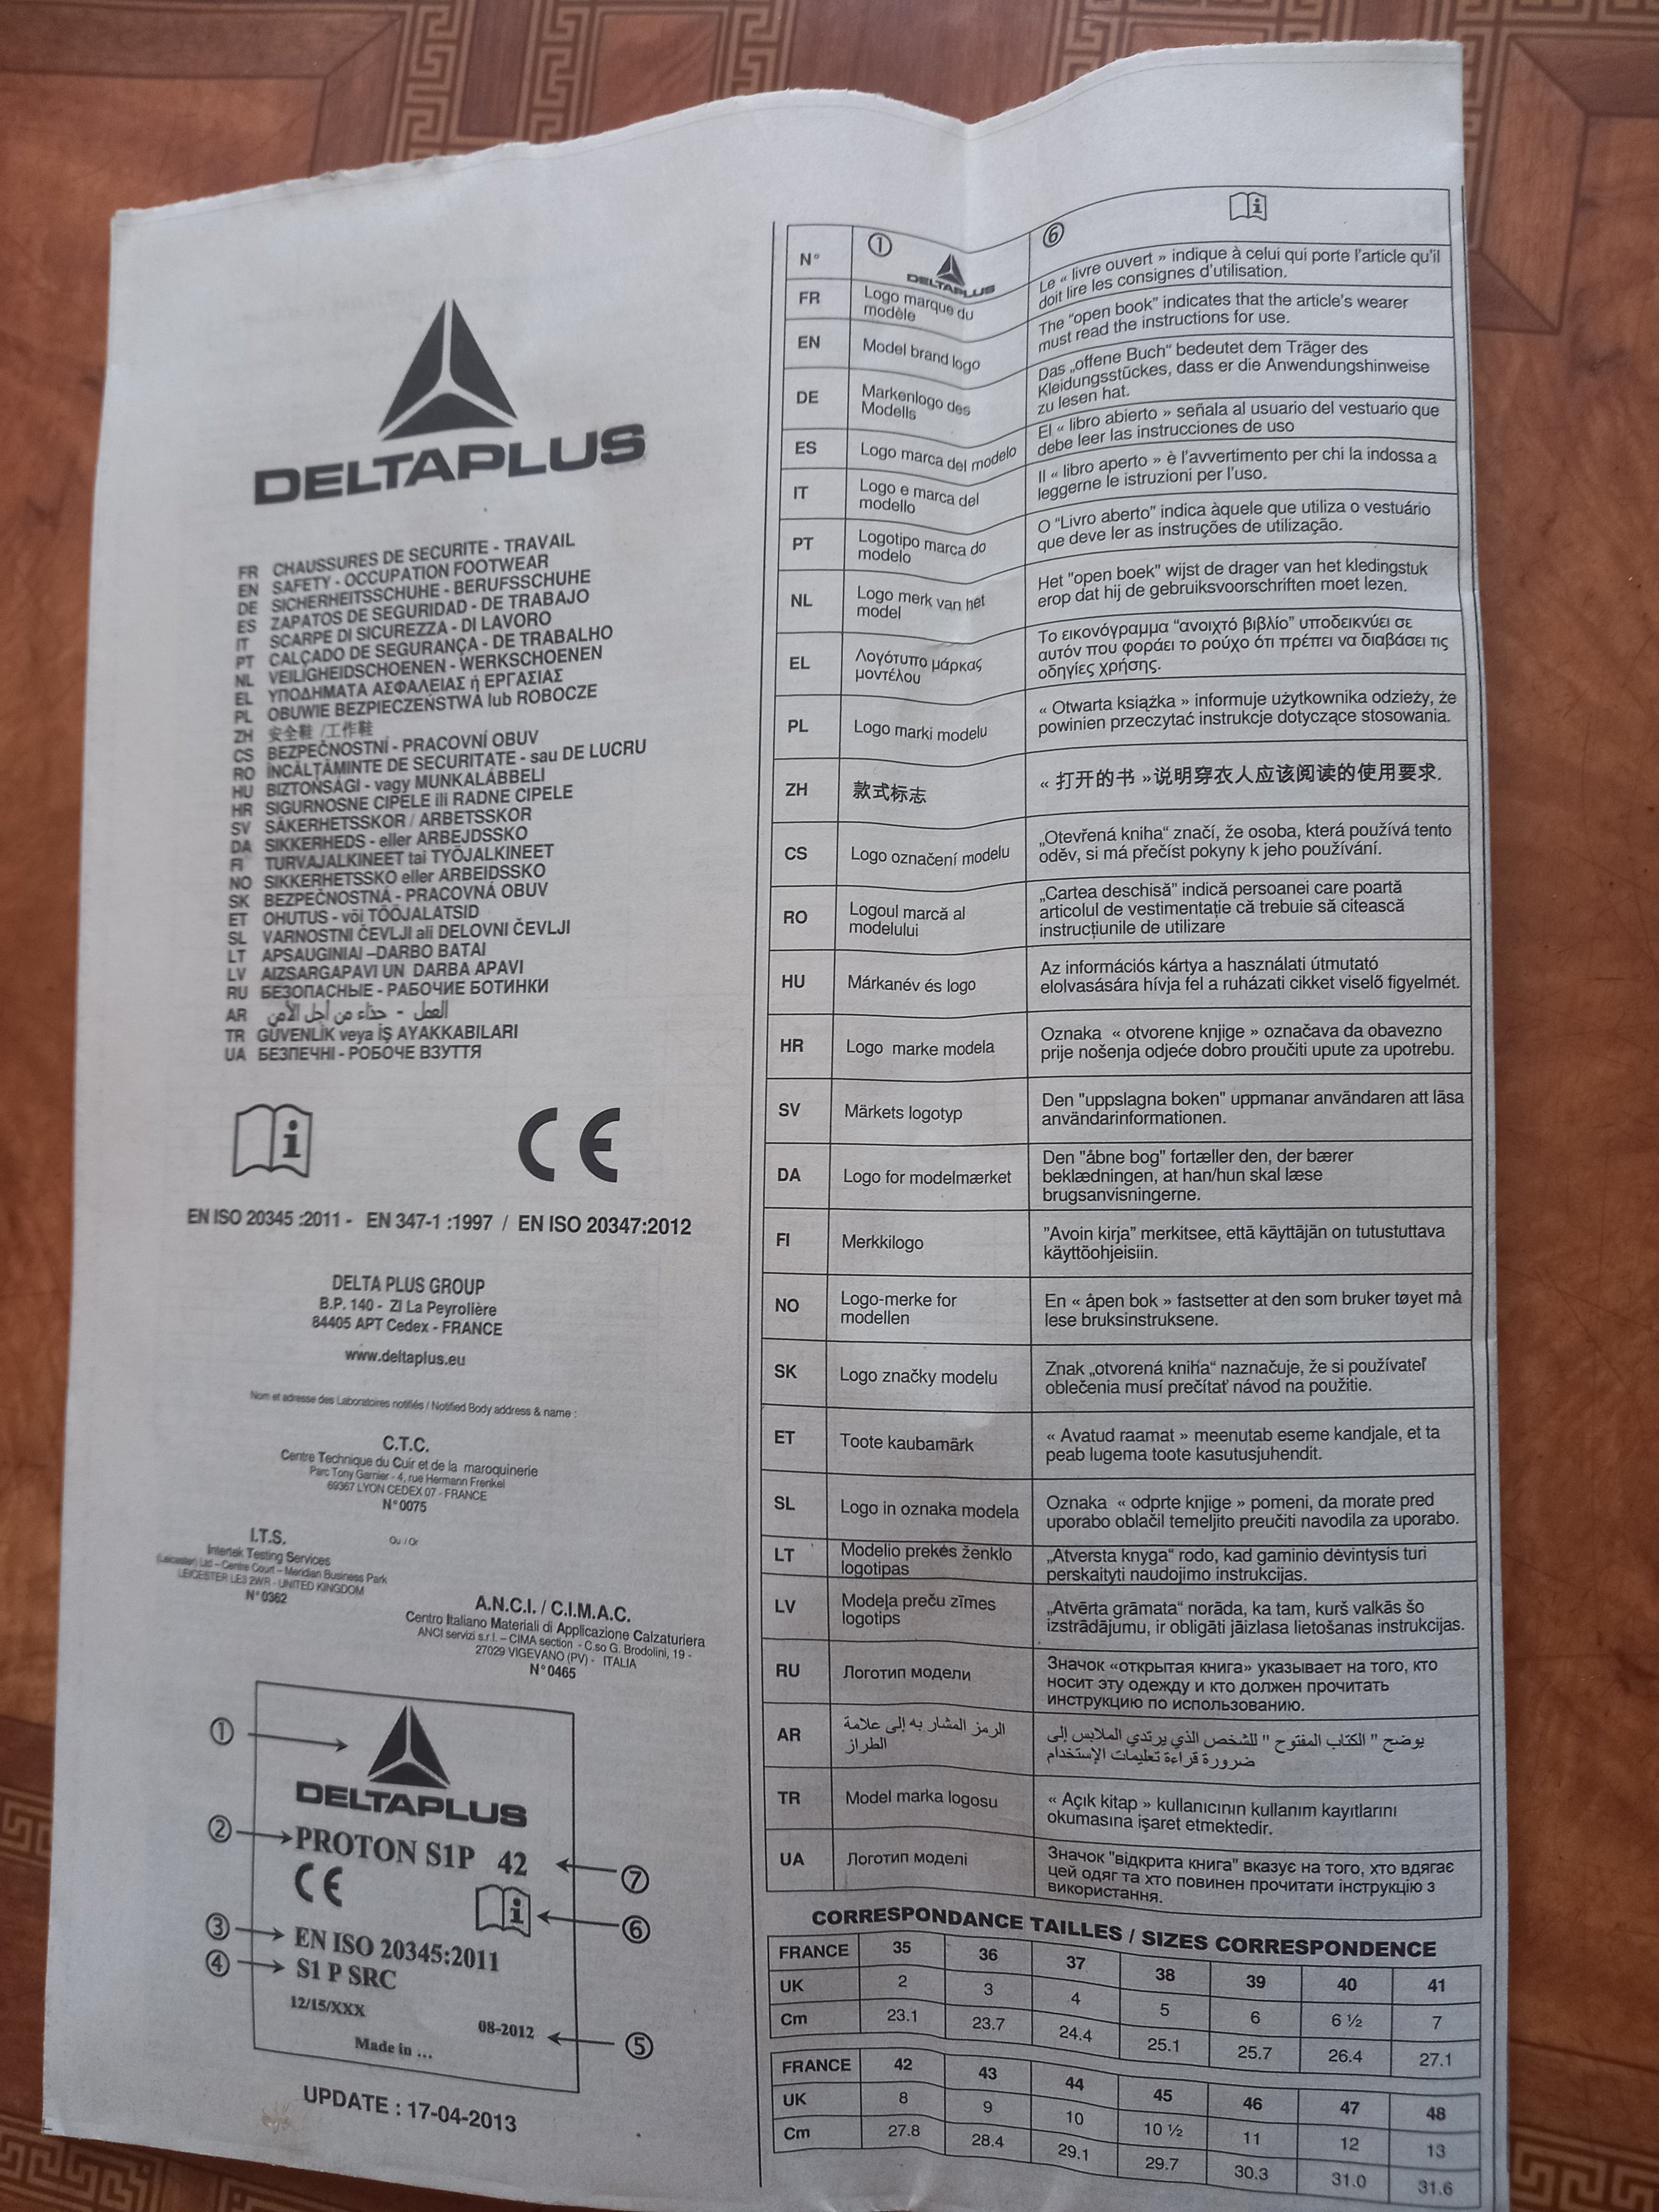 DELTAPLUS
FR CHAUSSURES DE SECURITE - TRAVAIL
EN SAFETY - OCCUPATION FOOTWEAR
DE SICHERHEITSSCHUHE - BERUFSSCHUHE
ES ZAPATOS DE SEGURIDAD - DE TRABAJO
IT SCARPE DI SICUREZZA - DI LAVORO
PT CALÇADO DE SEGURANÇA - DE TRABALHO
NL VEILIGHEIDSCHOENEN - WERKSCHOENEN
EL ΥΠΟΔΗΜΑΤΑ ΑΣΦΑΛΕΙΑΣ ή ΕΡΓΑΣΙΑΣ
PL OBUWIE BEZPIECZEŃSTWA lub ROBOCZE
ZH 安全鞋 /工作鞋
CS BEZPEČNOSTNÍ - PRACOVNÍ OBUV
RO ÎNCĂLŢĂMINTE DE SECURITATE - sau DE LUCRU
HU BIZTONSÁGI - vagy MUNKALÁBBELI
HR SIGURNOSNE CIPELE ili RADNE CIPELE
SV SÄKERHETSSKOR / ARBETSSKOR
DA SIKKERHEDS - eller ARBEJDSSKO
FI TURVAJALKINEET tai TYÖJALKINEET
NO SIKKERHETSSKO eller ARBEIDSSKO
SK BEZPEČNOSTNÁ - PRACOVNÁ OBUV
ET OHUTUS - või TÖÖJALATSID
SL VARNOSTNI ČEVLJI ali DELOVNI ČEVLJI
LT APSAUGINIAI –DARBO BATAI
LV AIZSARGAPAVI UN DARBA APAVI
RU БЕЗОПАСНЫЕ - РАБОЧИЕ БОТИНКИ
AR العمل - حذاء من أجل الأمن
TR GÜVENLİK veya İŞ AYAKKABILARI
UA БЕЗПЕЧНІ - РОБОЧЕ ВЗУТТЯ
i CE
EN ISO 20345 :2011 - EN 347-1 :1997 / EN ISO 20347:2012
DELTA PLUS GROUP
B.P. 140 - ZI La Peyrolière
84405 APT Cedex - FRANCE
www.deltaplus.eu
Nom et adresse des Laboratoires notifiés / Notified Body address & name :
C.T.C.
Centre Technique du Cuir et de la maroquinerie
Parc Tony Garnier - 4, rue Hermann Frenkel
69367 LYON CEDEX 07 - FRANCE
N°0075
Ou / Or
I.T.S.
Intertek Testing Services
(Leicester) Ltd – Centre Court – Meridian Business Park
LEICESTER LE3 2WR - UNITED KINGDOM
N°0362
A.N.C.I. / C.I.M.A.C.
Centro Italiano Materiali di Applicazione Calzaturiera
ANCI servizi s.r.l. – CIMA section - C.so G. Brodolini, 19 -
27029 VIGEVANO (PV) - ITALIA
N°0465
①
DELTAPLUS
② PROTON S1P 42 ⑦
CE
i ⑥
③ EN ISO 20345:2011
④ S1 P SRC
12/15/XXX
08-2012 ⑤
Made in ...
UPDATE : 17-04-2013
N° ① DELTAPLUS ⑥ i
FR Logo marque du modèle
Le « livre ouvert » indique à celui qui porte l'article qu'il
doit lire les consignes d'utilisation.
EN Model brand logo
The "open book" indicates that the article's wearer
must read the instructions for use.
DE Markenlogo des Modells
Das „offene Buch" bedeutet dem Träger des
Kleidungsstückes, dass er die Anwendungshinweise
zu lesen hat.
ES Logo marca del modelo
El « libro abierto » señala al usuario del vestuario que
debe leer las instrucciones de uso
IT Logo e marca del modello
Il « libro aperto » è l'avvertimento per chi la indossa a
leggerne le istruzioni per l'uso.
PT Logotipo marca do modelo
O "Livro aberto" indica àquele que utiliza o vestuário
que deve ler as instruções de utilização.
NL Logo merk van het model
Het "open boek" wijst de drager van het kledingstuk
erop dat hij de gebruiksvoorschriften moet lezen.
EL Λογότυπο μάρκας μοντέλου
Το εικονόγραμμα "ανοιχτό βιβλίο" υποδεικνύει σε
αυτόν που φοράει το ρούχο ότι πρέπει να διαβάσει τις
οδηγίες χρήσης.
PL Logo marki modelu
« Otwarta książka » informuje użytkownika odzieży, że
powinien przeczytać instrukcje dotyczące stosowania.
ZH 款式标志
« 打开的书 »说明穿衣人应该阅读的使用要求.
CS Logo označení modelu
„Otevřená kniha" značí, že osoba, která používá tento
oděv, si má přečíst pokyny k jeho používání.
RO Logoul marcă al modelului
„Cartea deschisă" indică persoanei care poartă
articolul de vestimentaţie că trebuie să citească
instrucţiunile de utilizare
HU Márkanév és logo
Az információs kártya a használati útmutató
elolvasására hívja fel a ruházati cikket viselő figyelmét.
HR Logo marke modela
Oznaka « otvorene knjige » označava da obavezno
prije nošenja odjeće dobro proučiti upute za upotrebu.
SV Märkets logotyp
Den "uppslagna boken" uppmanar användaren att läsa
användarinformationen.
DA Logo for modelmærket
Den "åbne bog" fortæller den, der bærer
beklædningen, at han/hun skal læse
brugsanvisningerne.
FI Merkkilogo
"Avoin kirja" merkitsee, että käyttäjän on tutustuttava
käyttöohjeisiin.
NO Logo-merke for modellen
En « åpen bok » fastsetter at den som bruker tøyet må
lese bruksinstruksene.
SK Logo značky modelu
Znak „otvorená kniha" naznačuje, že si používateľ
oblečenia musí prečítať návod na použitie.
ET Toote kaubamärk
« Avatud raamat » meenutab eseme kandjale, et ta
peab lugema toote kasutusjuhendit.
SL Logo in oznaka modela
Oznaka « odprte knjige » pomeni, da morate pred
uporabo oblačil temeljito preučiti navodila za uporabo.
LT Modelio prekės ženklo logotipas
„Atversta knyga" rodo, kad gaminio dėvintysis turi
perskaityti naudojimo instrukcijas.
LV Modeļa preču zīmes logotips
„Atvērta grāmata" norāda, ka tam, kurš valkās šo
izstrādājumu, ir obligāti jāizlasa lietošanas instrukcijas.
RU Логотип модели
Значок «открытая книга» указывает на того, кто
носит эту одежду и кто должен прочитать
инструкцию по использованию.
AR الرمز المشار به إلى علامة الطراز
يوضح " الكتاب المفتوح " للشخص الذي يرتدي الملابس إلى
ضرورة قراءة تعليمات الإستخدام
TR Model marka logosu
« Açık kitap » kullanıcının kullanım kayıtlarını
okumasına işaret etmektedir.
UA Логотип моделі
Значок "відкрита книга" вказує на того, хто вдягає
цей одяг та хто повинен прочитати інструкцію з
використання.
CORRESPONDANCE TAILLES / SIZES CORRESPONDENCE
FRANCE 35 36 37 38 39 40 41
UK 2 3 4 5 6 6 ½ 7
Cm 23.1 23.7 24.4 25.1 25.7 26.4 27.1
FRANCE 42 43 44 45 46 47 48
UK 8 9 10 10 ½ 11 12 13
Cm 27.8 28.4 29.1 29.7 30.3 31.0 31.6